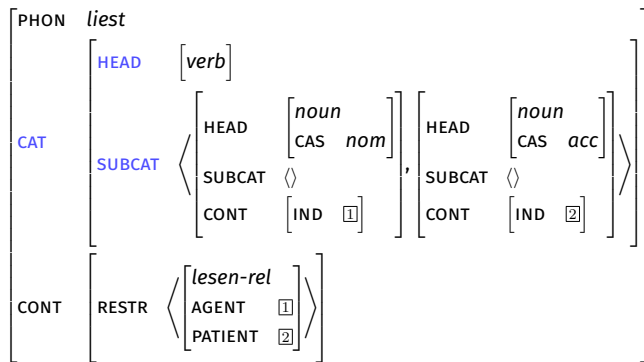 PHON liest
HEAD [verb]
[noun [noun
HEAD CAS nom] HEAD CAS acc]
CAT SUBCAT ⟨ SUBCAT ⟨⟩ , SUBCAT ⟨⟩ ⟩
CONT [IND 1] CONT [IND 2]
lesen-rel
CONT RESTR ⟨ AGENT 1 ⟩
PATIENT 2